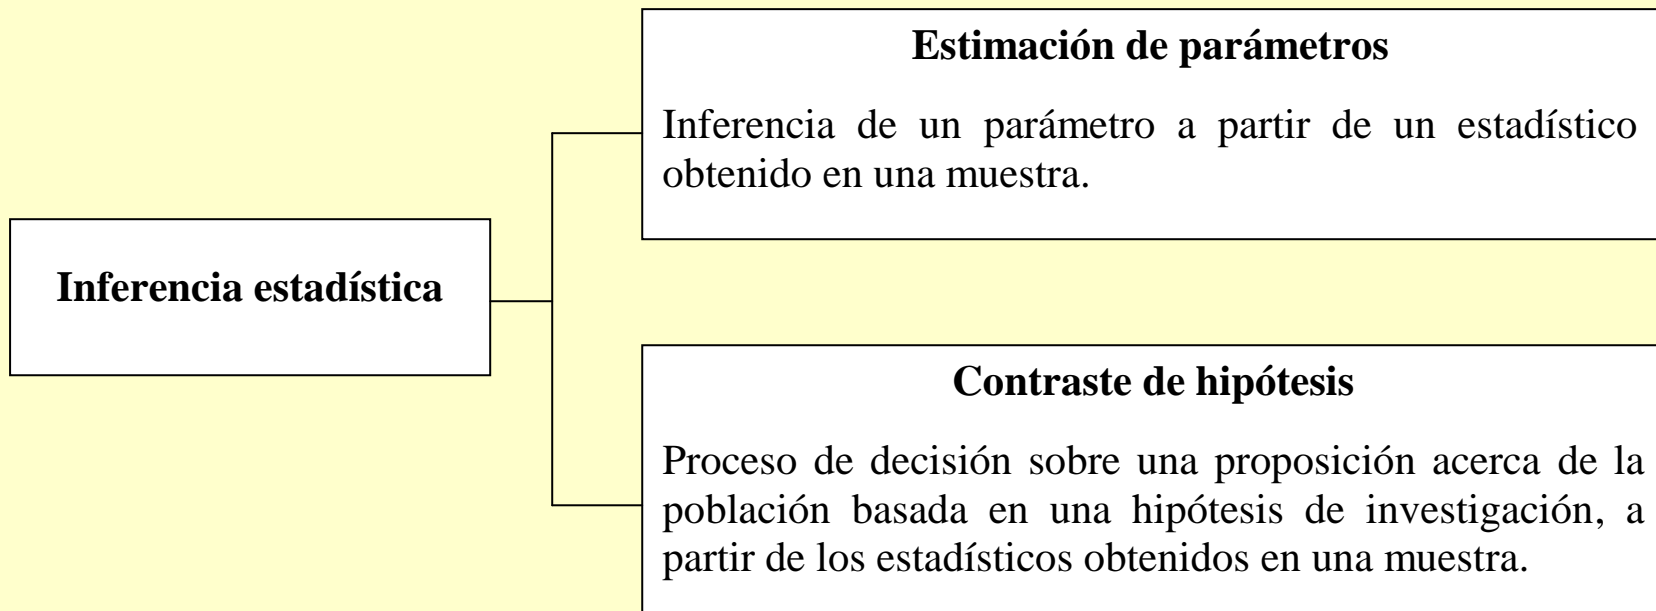 Estimación de parámetros
Inferencia de un parámetro a partir de un estadístico
obtenido en una muestra.
Inferencia estadística
Contraste de hipótesis
Proceso de decisión sobre una proposición acerca de la
población basada en una hipótesis de investigación, a
partir de los estadísticos obtenidos en una muestra.